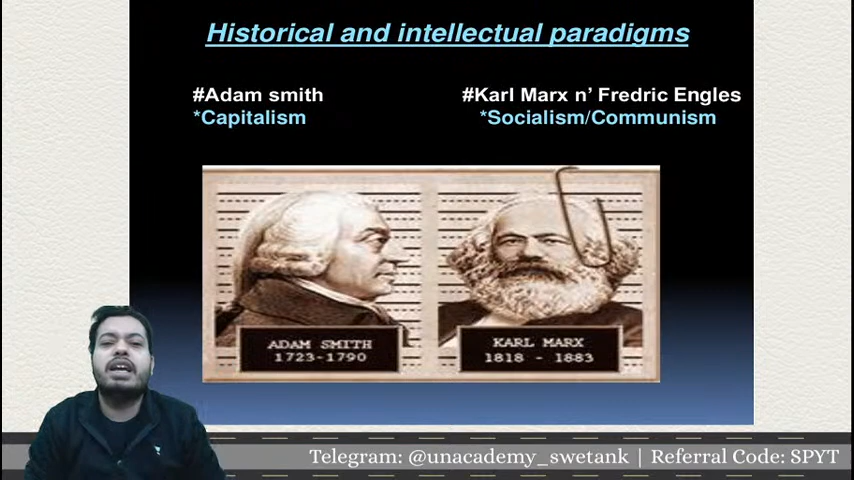 Historical and intellectual paradigms
#Adam smith
*Capitalism
#Karl Marx n’ Fredric Engles
*Socialism/Communism
ADAM SMITH
1723-1790
KARL MARX
1818 - 1883
Telegram: @unacademy_swetank | Referral Code: SPYT